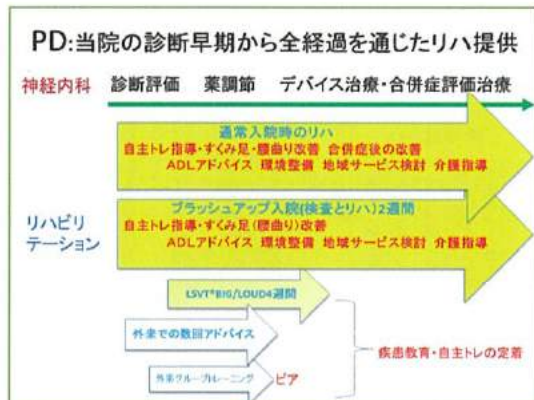 PD:当院の診断早期から全経過を通じたリハ提供
神経内科 診断評価 薬調節 デバイス治療・合併症評価治療
通常入院時のリハ
自主トレ指導・すくみ足・腰曲り改善 合併症後の改善
ADLアドバイス 環境整備 地域サービス検討 介護指導
リハビリ
テーション
ブラッシュアップ入院(検査とリハ)2週間
自主トレ指導・すくみ足(腰曲り)改善
ADLアドバイス 環境整備 地域サービス検討 介護指導
LSVT®BIG/LOUD4週間
外来での数回アドバイス
外来グループトレーニング ピア
疾患教育・自主トレの定着